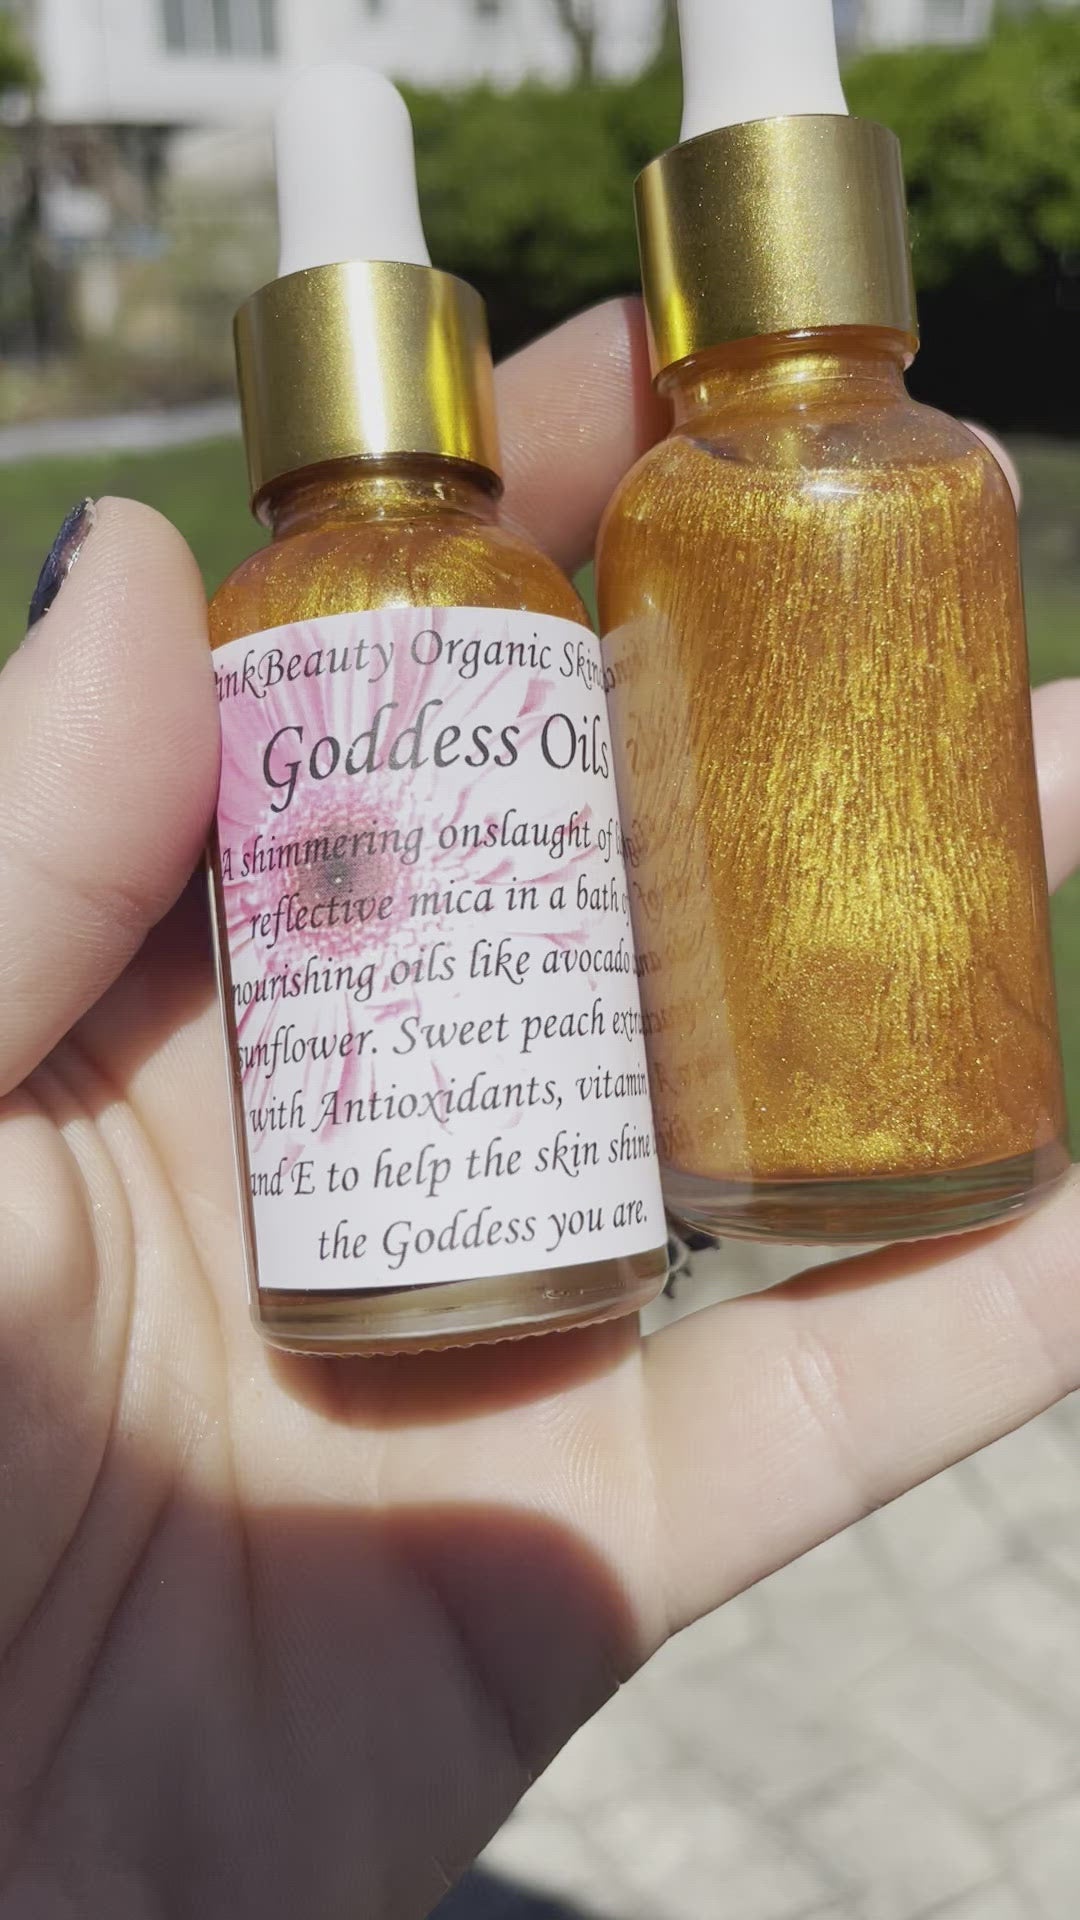 inkBeauty Organic Skin
Goddess Oils
A shimmering onslaught of
reflective mica in a bath
nourishing oils like avocado
sunflower. Sweet peach
with Antioxidants, vitamin
and E to help the skin shine
the Goddess you are.